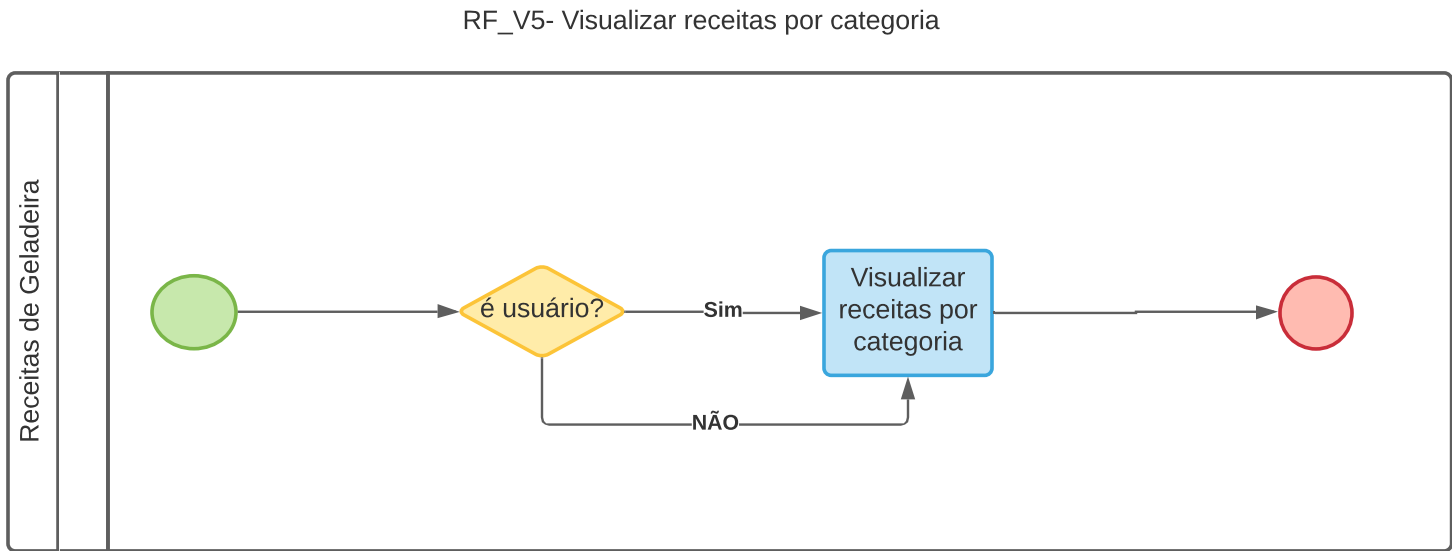 RF_V5- Visualizar receitas por categoria
Receitas de Geladeira
é usuário?
Sim
Visualizar
receitas por
categoria
NÃO